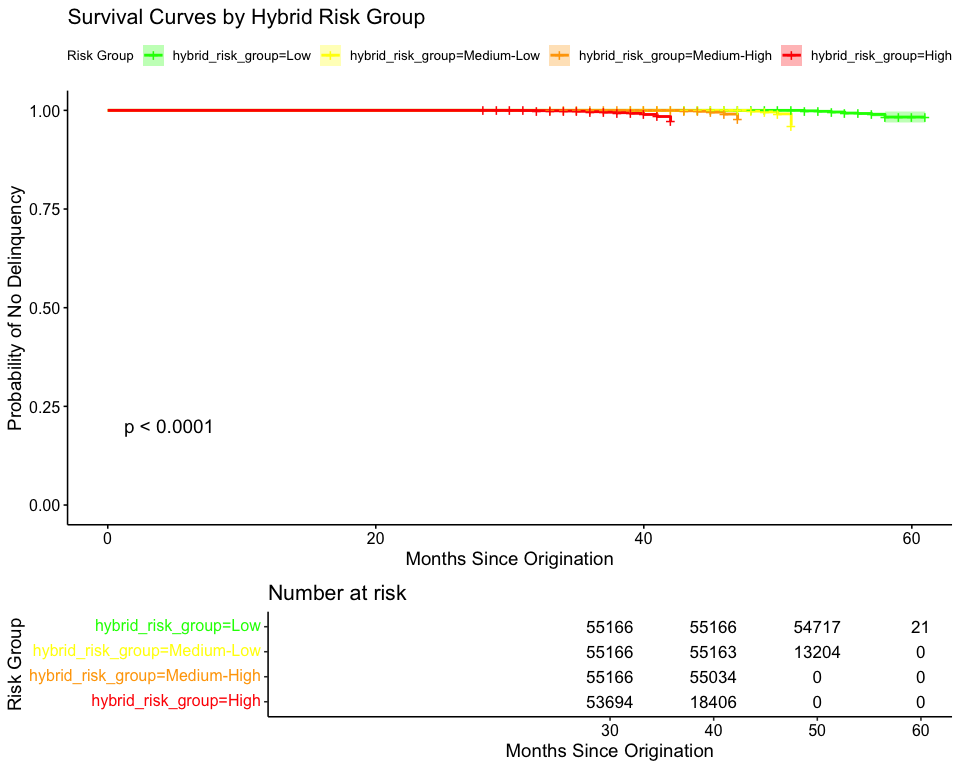 Survival Curves by Hybrid Risk Group
Risk Group hybrid_risk_group=Low hybrid_risk_group=Medium-Low hybrid_risk_group=Medium-High hybrid_risk_group=High
Probability of No Delinquency
1.00
0.75
0.50
0.25
0.00
p < 0.0001
0 20 40 60
Months Since Origination
Number at risk
Risk Group
hybrid_risk_group=Low 55166 55166 54717 21
hybrid_risk_group=Medium-Low 55166 55163 13204 0
hybrid_risk_group=Medium-High 55166 55034 0 0
hybrid_risk_group=High 53694 18406 0 0
30 40 50 60
Months Since Origination